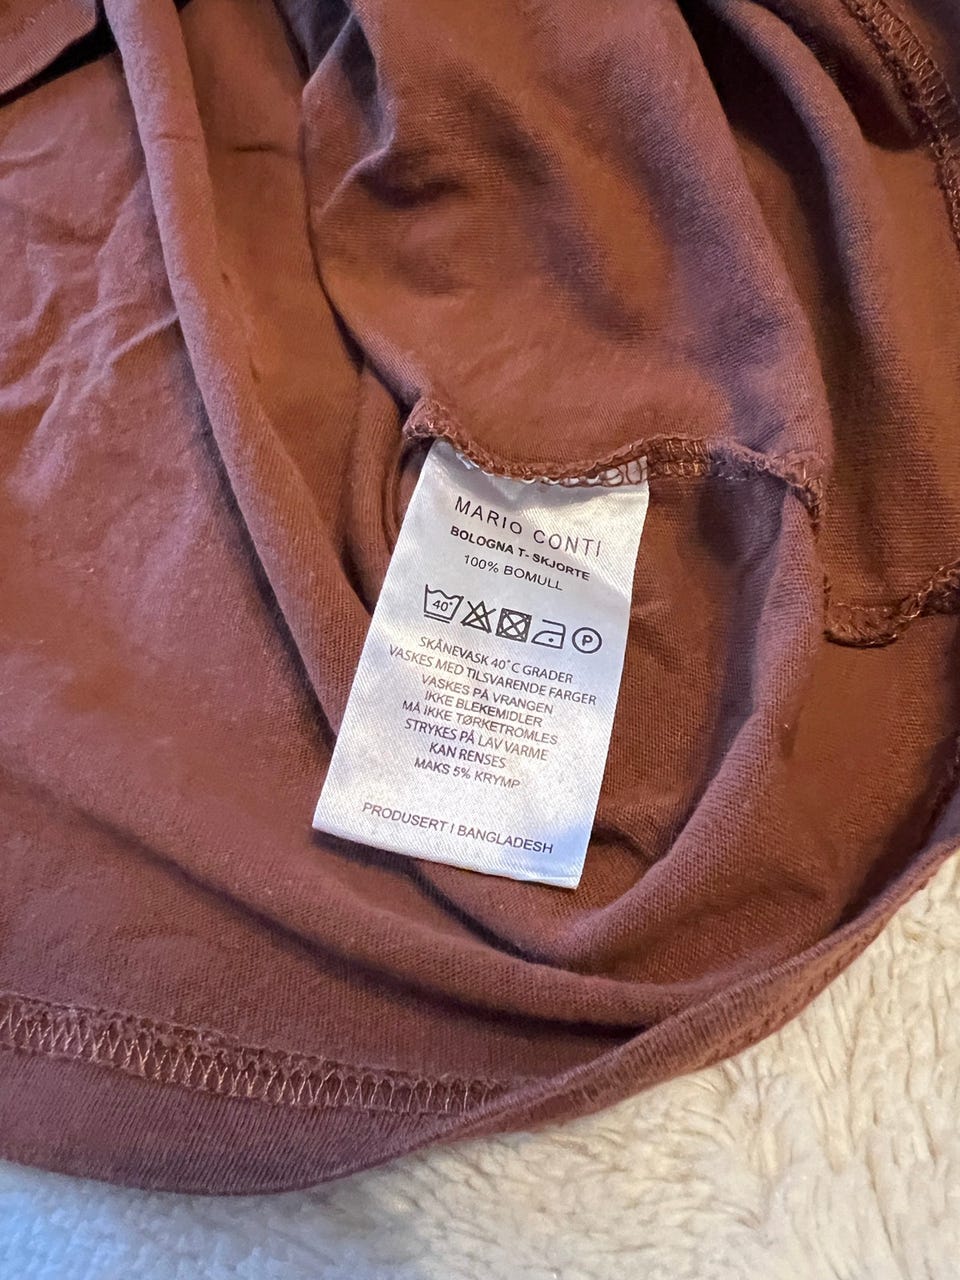 MARIO CONTI
BOLOGNA T- SKJORTE
100% BOMULL
40° P
SKÅNEVASK 40°C GRADER
VASKES MED TILSVARENDE FARGER
VASKES PÅ VRANGEN
IKKE BLEKEMIDLER
MÅ IKKE TØRKETROMLES
STRYKES PÅ LAV VARME
KAN RENSES
MAKS 5% KRYMP
PRODUSERT I BANGLADESH